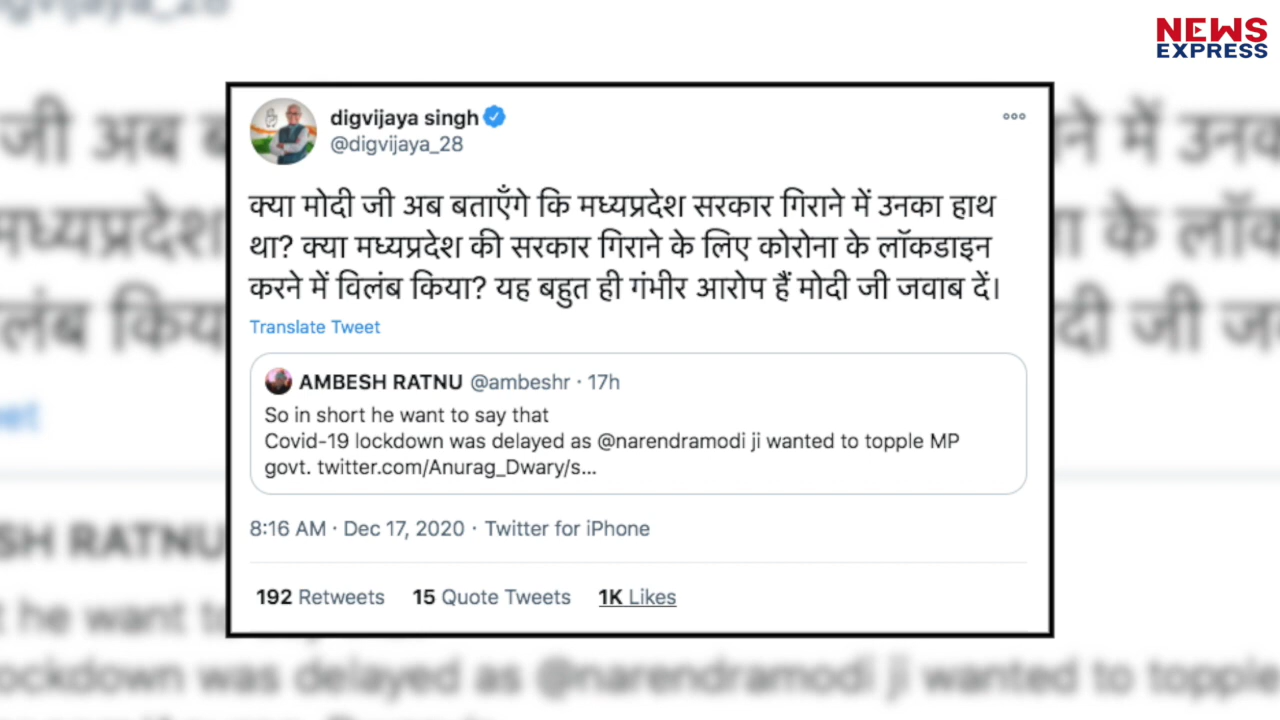 NEWS
EXPRESS
digvijaya singh
@digvijaya_28
क्या मोदी जी अब बताएँगे कि मध्यप्रदेश सरकार गिराने में उनका हाथ
था? क्या मध्यप्रदेश की सरकार गिराने के लिए कोरोना के लॉकडाइन
करने में विलंब किया? यह बहुत ही गंभीर आरोप हैं मोदी जी जवाब दें।
Translate Tweet
AMBESH RATNU @ambeshr · 17h
So in short he want to say that
Covid-19 lockdown was delayed as @narendramodi ji wanted to topple MP
govt. twitter.com/Anurag_Dwary/s...
8:16 AM · Dec 17, 2020 · Twitter for iPhone
192 Retweets 15 Quote Tweets 1K Likes